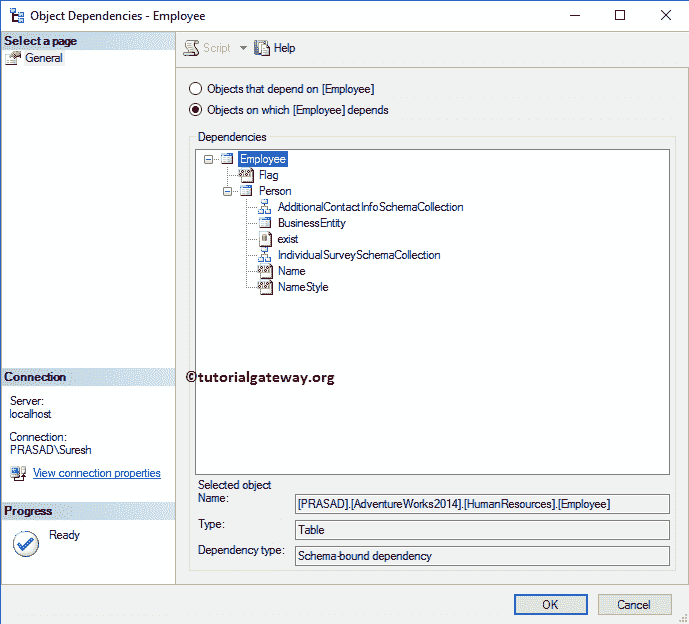 Object Dependencies - Employee
Select a page
General
Script
Help
Objects that depend on [Employee]
Objects on which [Employee] depends
Dependencies
Employee
Flag
Person
AdditionalContactInfoSchemaCollection
BusinessEntity
exist
IndividualSurveySchemaCollection
Name
NameStyle
©tutorialgateway.org
Connection
Server:
localhost
Connection:
PRASAD\Suresh
View connection properties
Progress
Ready
Selected object
Name:
[PRASAD].[AdventureWorks2014].[HumanResources].[Employee]
Type:
Table
Dependency type:
Schema-bound dependency
OK
Cancel